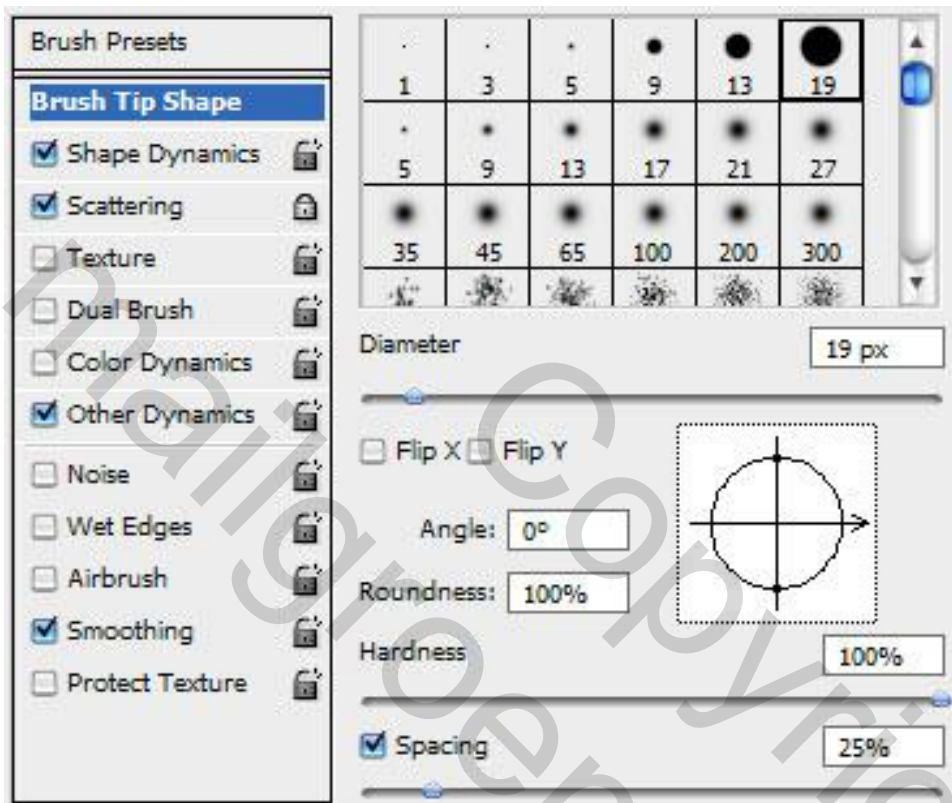 Brush Presets
Brush Tip Shape
Shape Dynamics
Scattering
Texture
Dual Brush
Color Dynamics
Other Dynamics
Noise
Wet Edges
Airbrush
Smoothing
Protect Texture
1 3 5 9 13 19
5 9 13 17 21 27
35 45 65 100 200 300
Diameter 19 px
Flip X Flip Y
Angle: 0º
Roundness: 100%
Hardness 100%
Spacing 25%